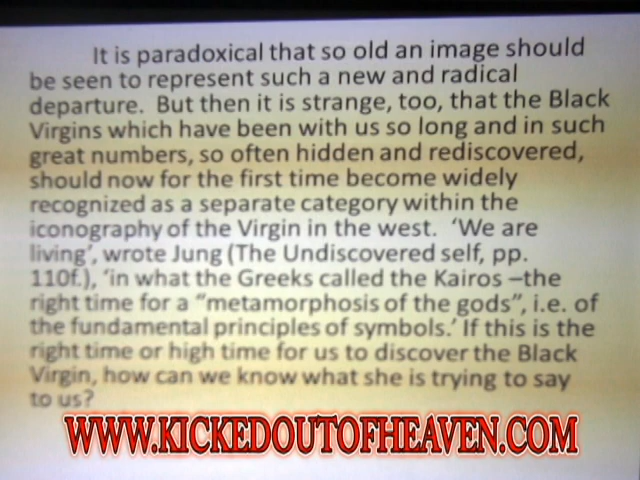 It is paradoxical that so old an image should
be seen to represent such a new and radical
departure. But then it is strange, too, that the Black
Virgins which have been with us so long and in such
great numbers, so often hidden and rediscovered,
should now for the first time become widely
recognized as a separate category within the
iconography of the Virgin in the west. ‘We are
living’, wrote Jung (The Undiscovered self, pp.
110f.), ‘in what the Greeks called the Kairos –the
right time for a “metamorphosis of the gods”, i.e. of
the fundamental principles of symbols.’ If this is the
right time or high time for us to discover the Black
Virgin, how can we know what she is trying to say
to us?
WWW.KICKEDOUTOFHEAVEN.COM